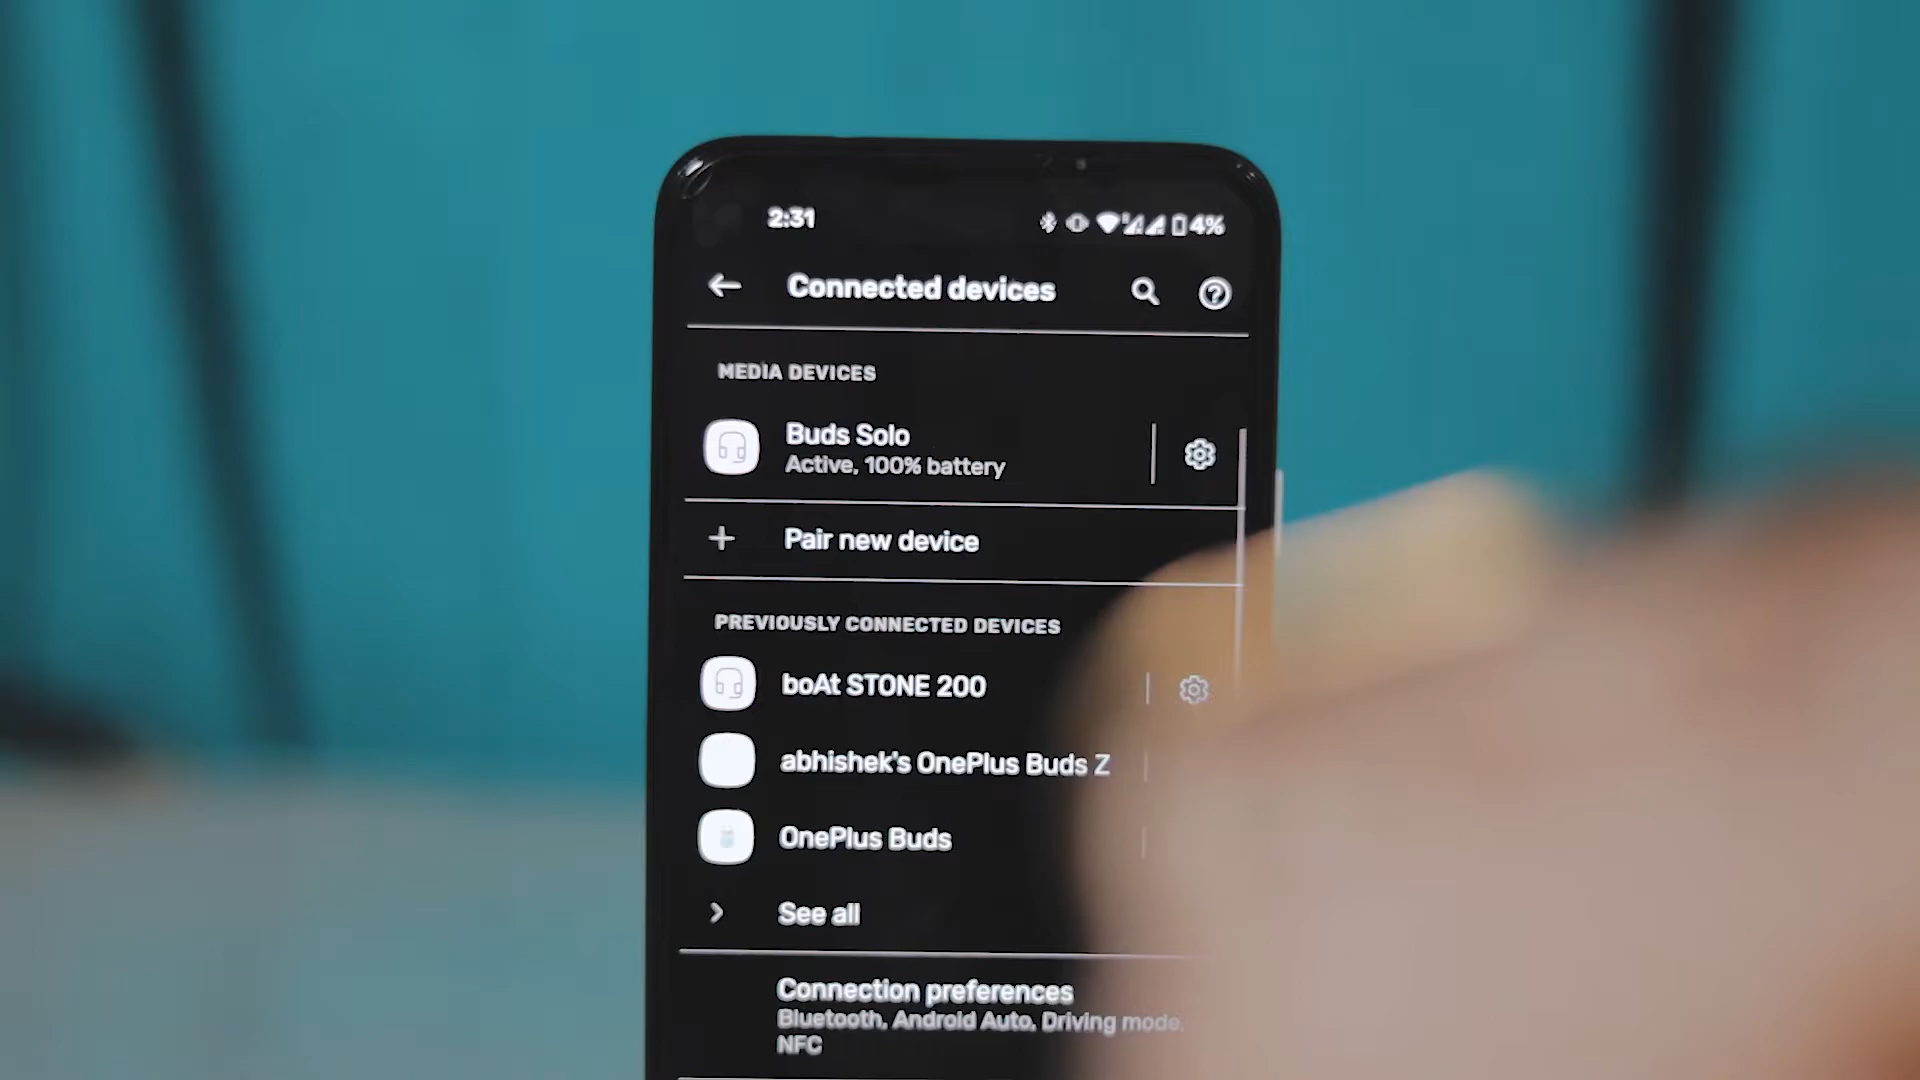 2:31
4%
Connected devices
MEDIA DEVICES
Buds Solo
Active, 100% battery
Pair new device
PREVIOUSLY CONNECTED DEVICES
boAt STONE 200
abhishek's OnePlus Buds Z
OnePlus Buds
See all
Connection preferences
Bluetooth, Android Auto, Driving mode,
NFC